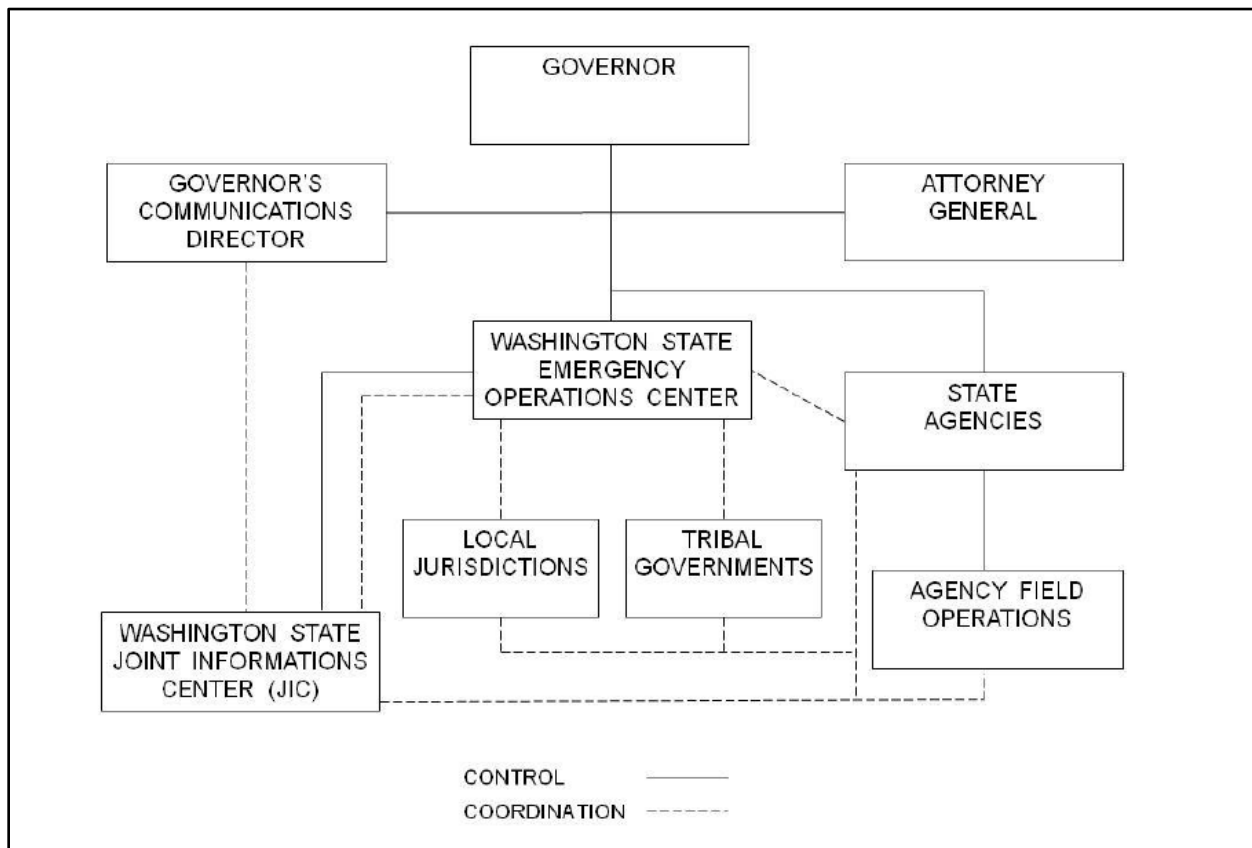 GOVERNOR
GOVERNOR'S
COMMUNICATIONS
DIRECTOR
ATTORNEY
GENERAL
WASHINGTON STATE
EMERGENCY
OPERATIONS CENTER
STATE
AGENCIES
LOCAL
JURISDICTIONS
TRIBAL
GOVERNMENTS
AGENCY FIELD
OPERATIONS
WASHINGTON STATE
JOINT INFORMATIONS
CENTER (JIC)
CONTROL
COORDINATION